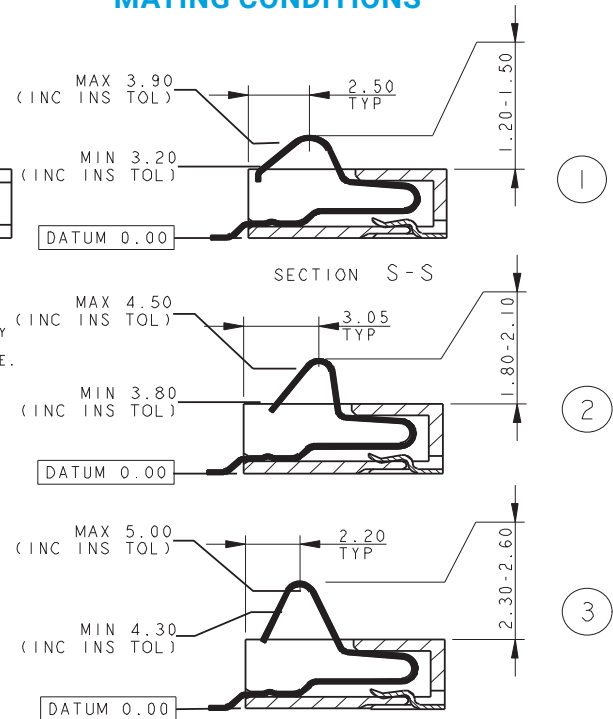 MATING CONDITIONS
MAX 3.90
(INC INS TOL)
2.50
TYP
1.20-1.50
MIN 3.20
(INC INS TOL)
1
DATUM 0.00
SECTION S-S
MAX 4.50
(INC INS TOL)
3.05
TYP
1.80-2.10
Y
E.
MIN 3.80
(INC INS TOL)
2
DATUM 0.00
MAX 5.00
(INC INS TOL)
2.20
TYP
2.30-2.60
MIN 4.30
(INC INS TOL)
3
DATUM 0.00